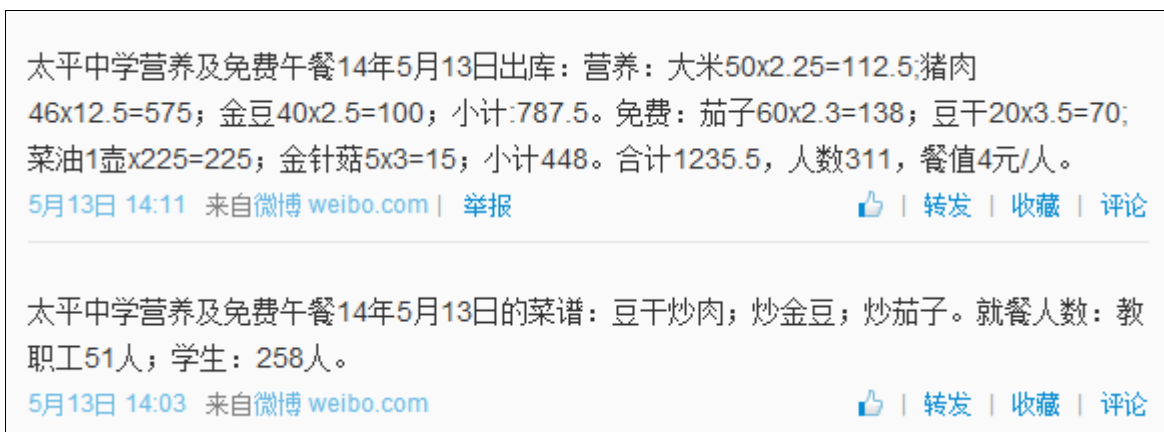 太平中学营养及免费午餐14年5月13日出库：营养：大米50x2.25=112.5;猪肉
46x12.5=575；金豆40x2.5=100；小计:787.5。免费：茄子60x2.3=138；豆干20x3.5=70;
菜油1壶x225=225；金针菇5x3=15；小计448。合计1235.5，人数311，餐值4元/人。
5月13日 14:11 来自微博 weibo.com | 举报 | 转发 | 收藏 | 评论
太平中学营养及免费午餐14年5月13日的菜谱：豆干炒肉；炒金豆；炒茄子。就餐人数：教
职工51人；学生：258人。
5月13日 14:03 来自微博 weibo.com | 转发 | 收藏 | 评论